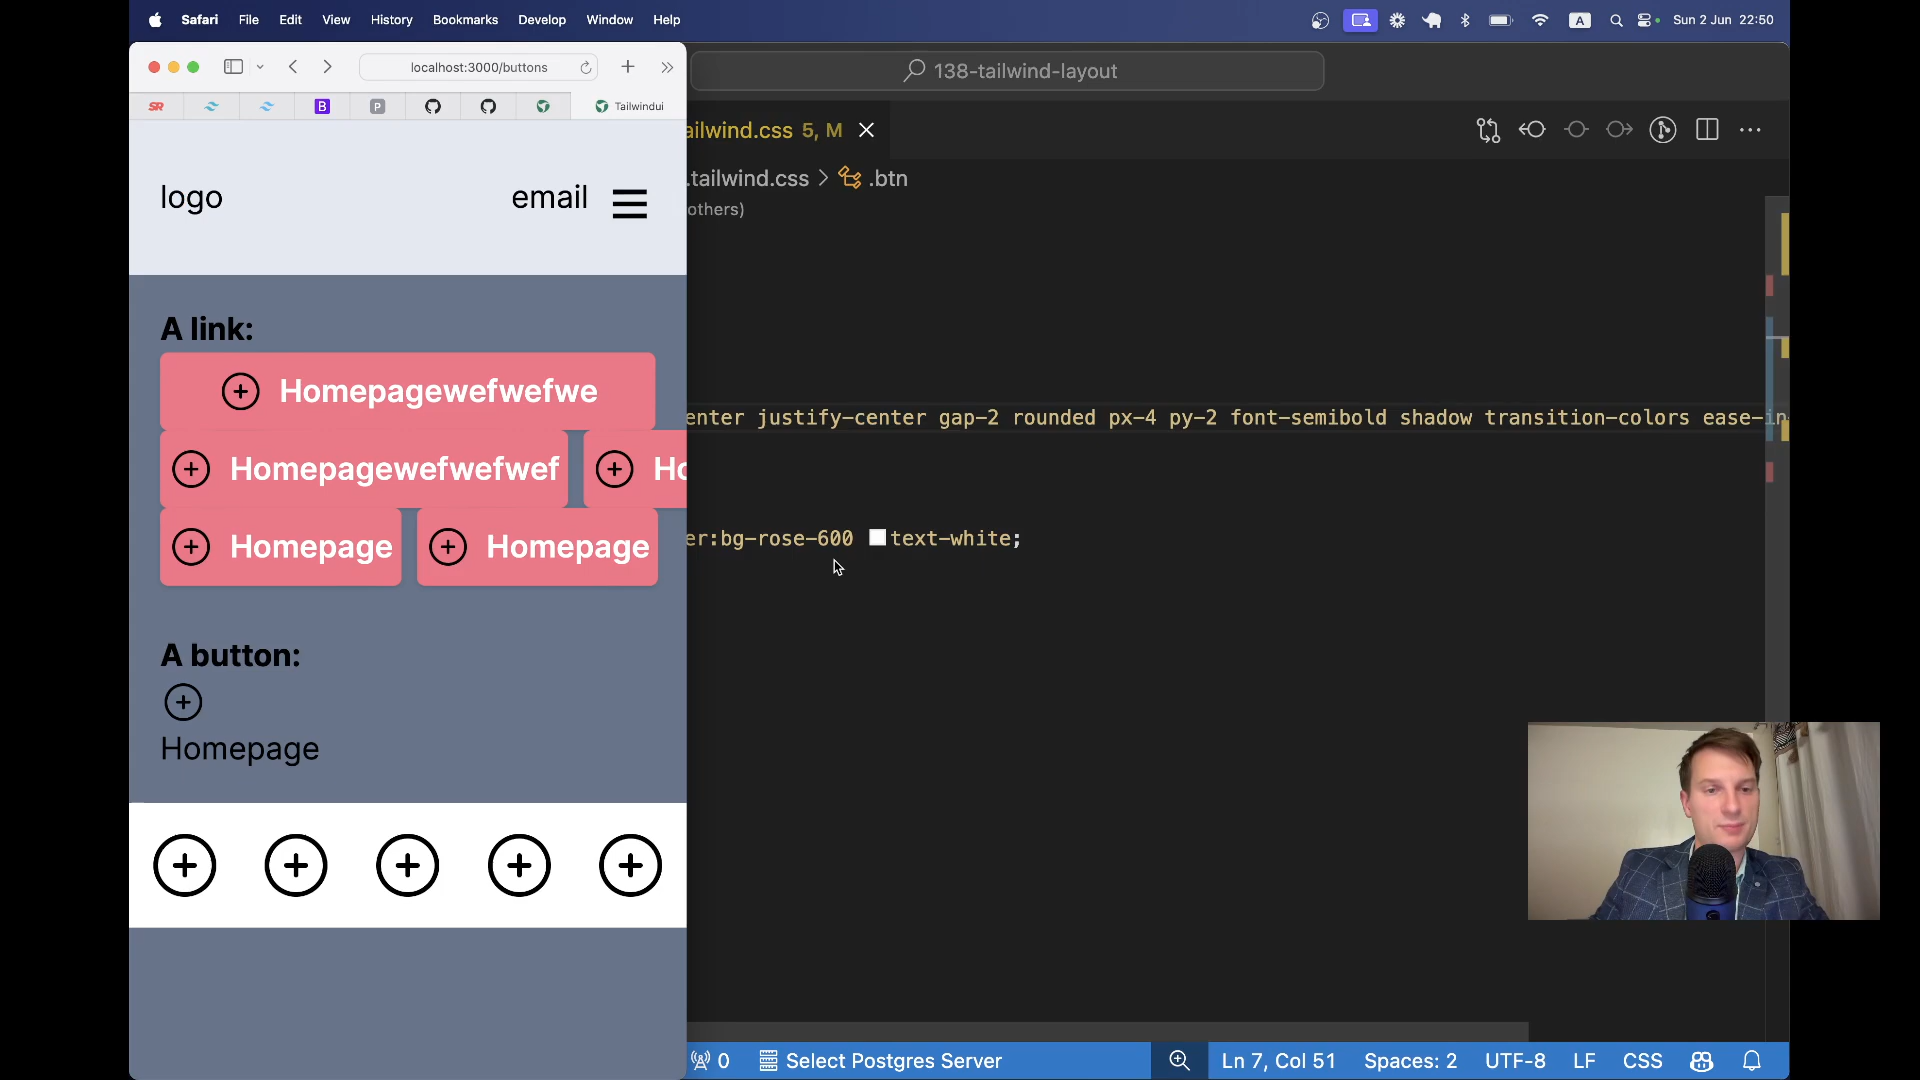 Safari File Edit View History Bookmarks Develop Window Help
A Sun 2 Jun 22:50
localhost:3000/buttons
138-tailwind-layout
SR B P Tailwindui
ailwind.css 5, M
.tailwind.css > .btn
others)
logo email
A link:
Homepagewefwefwe
enter justify-center gap-2 rounded px-4 py-2 font-semibold shadow transition-colors ease-in
Homepagewefwefwef Ho
er:bg-rose-600 text-white;
Homepage Homepage
A button:
Homepage
0 Select Postgres Server Ln 7, Col 51 Spaces: 2 UTF-8 LF CSS